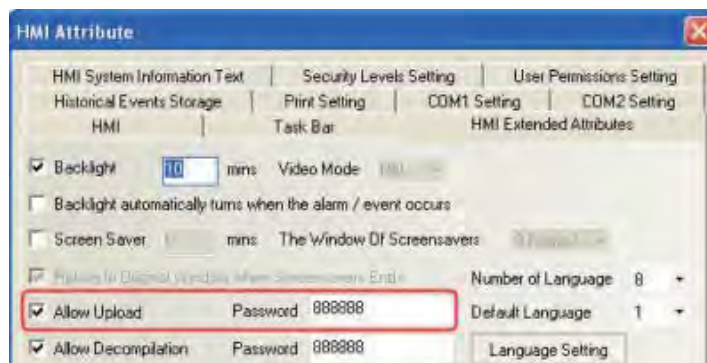 HMI Attribute
HMI System Information Text Security Levels Setting User Permissions Setting
Historical Events Storage Print Setting COM1 Setting COM2 Setting
HMI Task Bar HMI Extended Attributes
Backlight 10 mins Video Mode
Backlight automatically turns when the alarm / event occurs
Screen Saver mins The Window Of Screensavers
Number of Language 8
Allow Upload Password 888888 Default Language 1
Allow Decompilation Password 888888 Language Setting